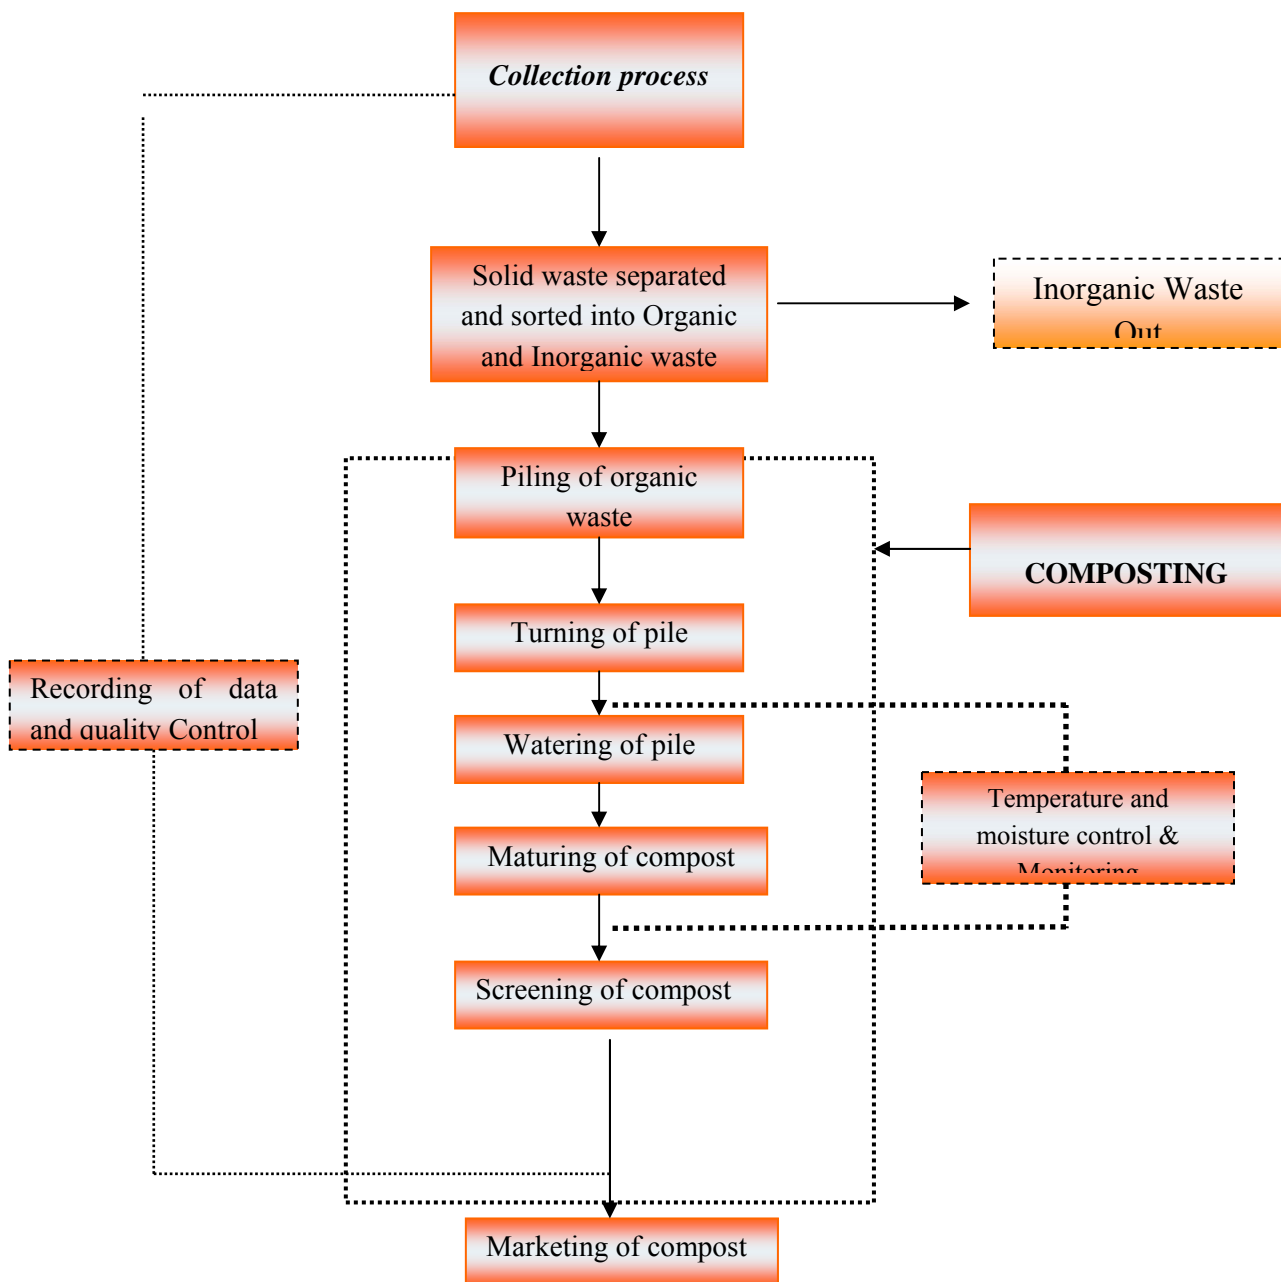 Collection process
Solid waste separated
and sorted into Organic
and Inorganic waste
Inorganic Waste
Out
Piling of organic
waste
COMPOSTING
Turning of pile
Recording of data
and quality Control
Watering of pile
Temperature and
moisture control &
Monitoring
Maturing of compost
Screening of compost
Marketing of compost